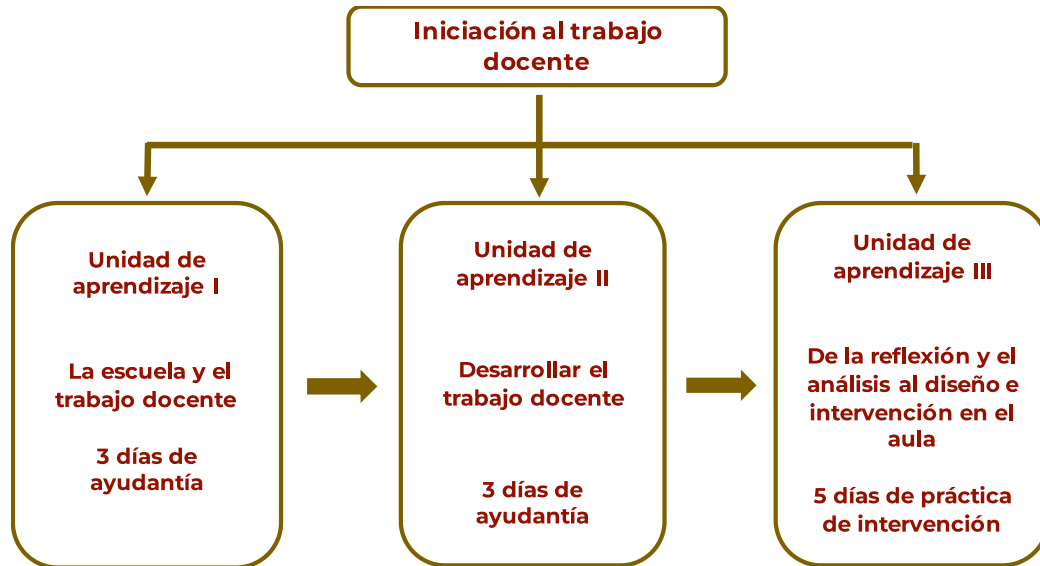 Iniciación al trabajo
docente
Unidad de
aprendizaje I
La escuela y el
trabajo docente
3 días de
ayudantía
Unidad de
aprendizaje II
Desarrollar el
trabajo docente
3 días de
ayudantía
Unidad de
aprendizaje III
De la reflexión y el
análisis al diseño e
intervención en el
aula
5 días de práctica
de intervención